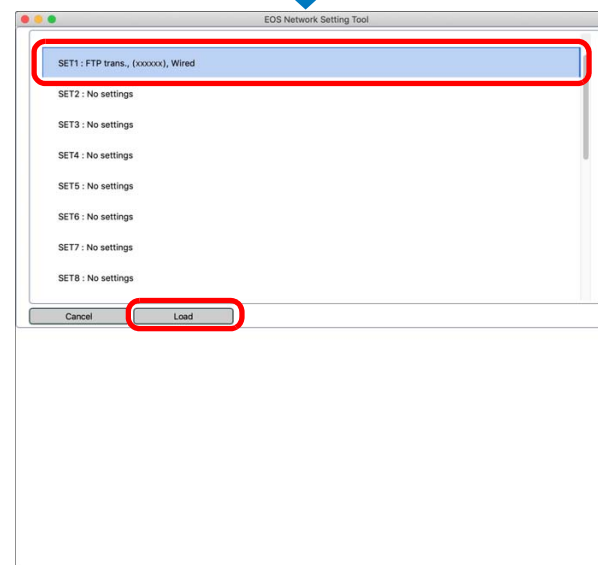 EOS Network Setting Tool
SET1 : FTP trans., (xxxxxx), Wired
SET2 : No settings
SET3 : No settings
SET4 : No settings
SET5 : No settings
SET6 : No settings
SET7 : No settings
SET8 : No settings
Cancel Load